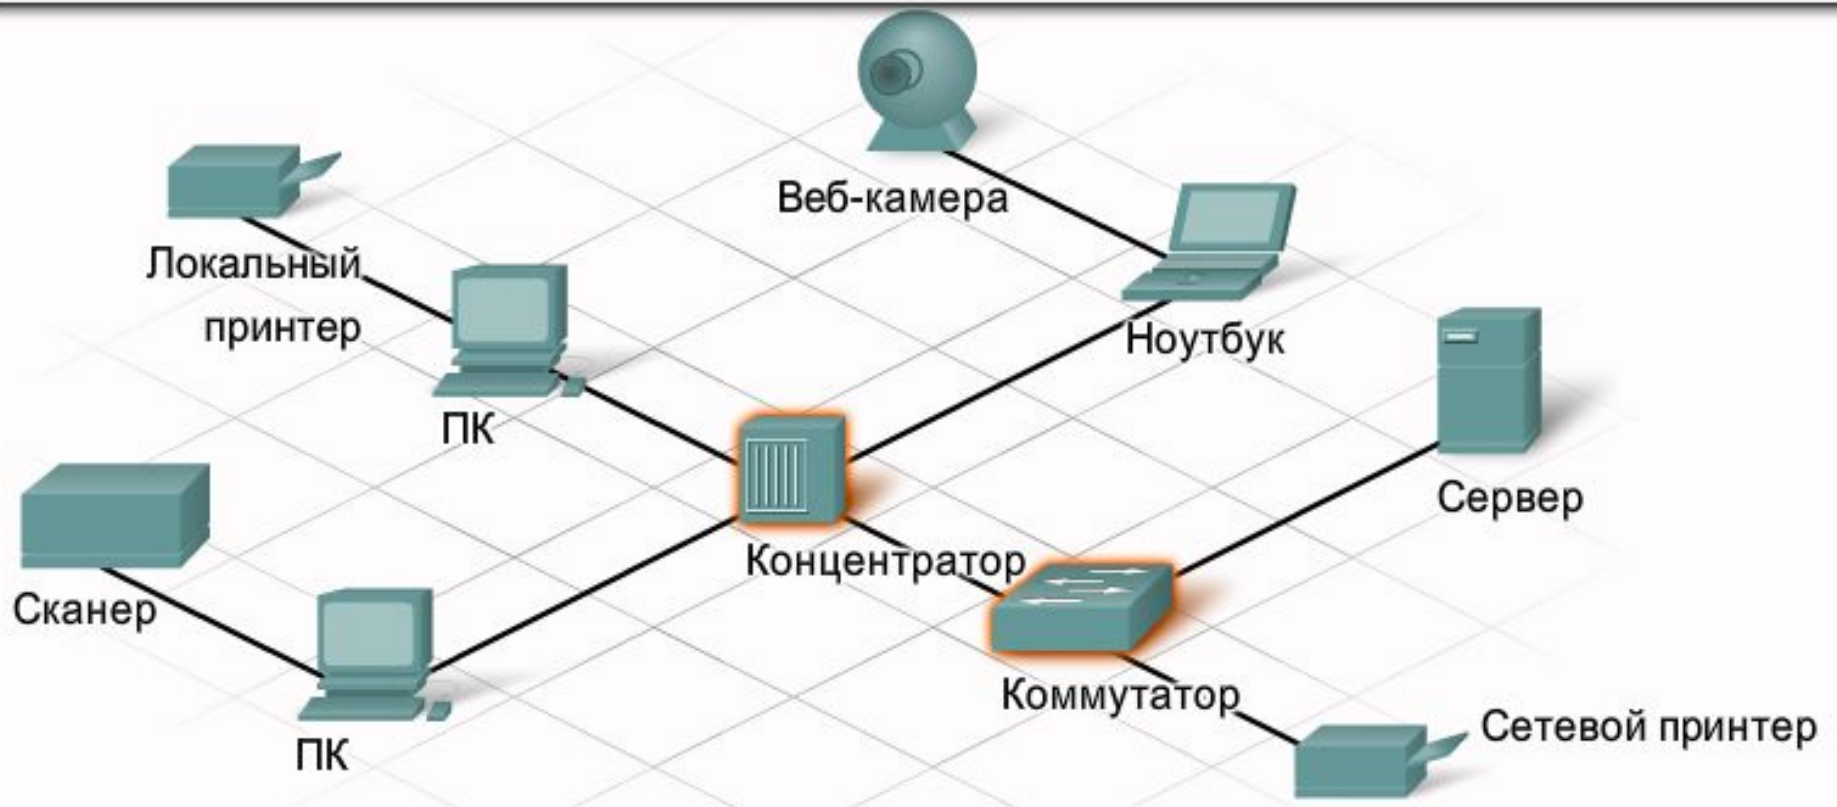 Веб-камера
Локальный
принтер
Ноутбук
ПК
Сервер
Концентратор
Сканер
Коммутатор
Сетевой принтер
ПК